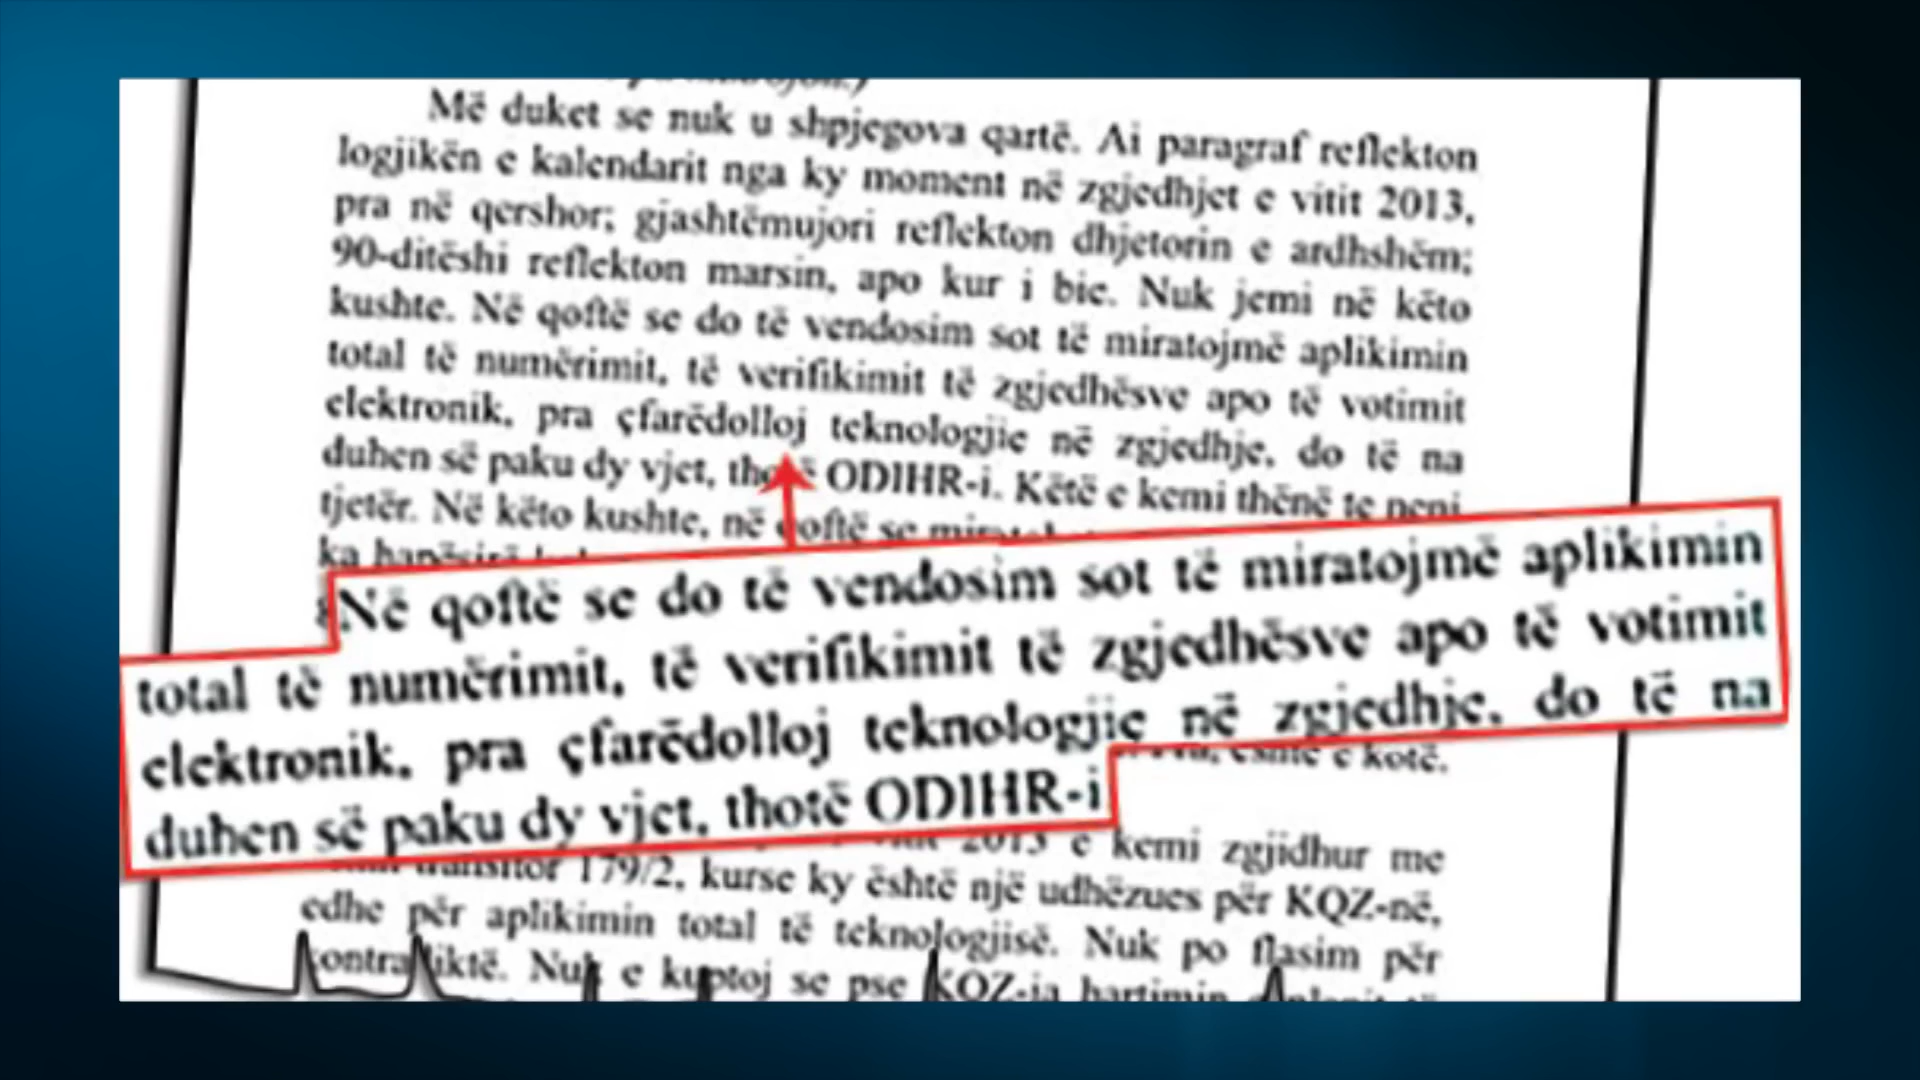 Më duket se nuk u shpjegova qartë. Ai paragraf reflekton
logjikën e kalendarit nga ky moment në zgjedhjet e vitit 2013,
pra në qershor; gjashtëmujori reflekton dhjetorin e ardhshëm;
90-ditëshi reflekton marsin, apo kur i bie. Nuk jemi në këto
kushte. Në qoftë se do të vendosim sot të miratojmë aplikimin
total të numërimit, të verifikimit të zgjedhësve apo të votimit
elektronik, pra çfarëdolloj teknologjie në zgjedhje, do të na
duhen së paku dy vjet, thotë ODIHR-i. Këtë e kemi thënë te neni
tjetër. Në këto kushte, në qoftë se
ka hapësirë
Në qoftë se do të vendosim sot të miratojmë aplikimin
total të numërimit, të verifikimit të zgjedhësve apo të votimit
elektronik, pra çfarëdolloj teknologjie në zgjedhje, do të na
duhen së paku dy vjet, thotë ODIHR-i
është e kotë.
2013 e kemi zgjidhur me
179/2, kurse ky është një udhëzues për KQZ-në,
edhe për aplikimin total të teknologjisë. Nuk po flasim për
Nuk e kuptoj se pse KQZ-ja hartimin